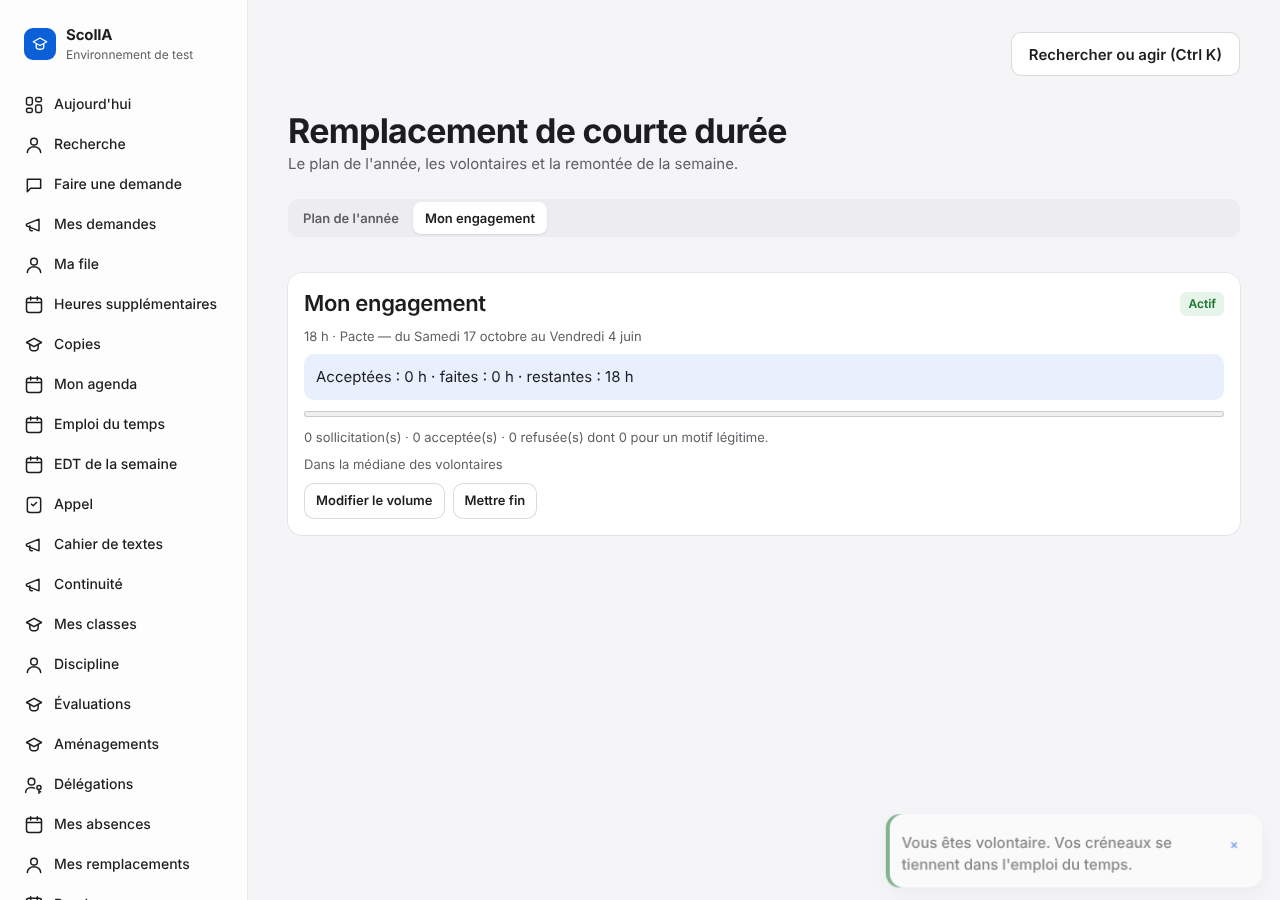 ScolIA
Environnement de test
Rechercher ou agir (Ctrl K)
Aujourd'hui
Recherche
Faire une demande
Mes demandes
Ma file
Heures supplémentaires
Copies
Mon agenda
Emploi du temps
EDT de la semaine
Appel
Cahier de textes
Continuité
Mes classes
Discipline
Évaluations
Aménagements
Délégations
Mes absences
Mes remplacements
Remplacement de courte durée
Le plan de l'année, les volontaires et la remontée de la semaine.
Plan de l'année
Mon engagement
Mon engagement
Actif
18 h · Pacte — du Samedi 17 octobre au Vendredi 4 juin
Acceptées : 0 h · faites : 0 h · restantes : 18 h
0 sollicitation(s) · 0 acceptée(s) · 0 refusée(s) dont 0 pour un motif légitime.
Dans la médiane des volontaires
Modifier le volume
Mettre fin
Vous êtes volontaire. Vos créneaux se
tiennent dans l'emploi du temps.
×